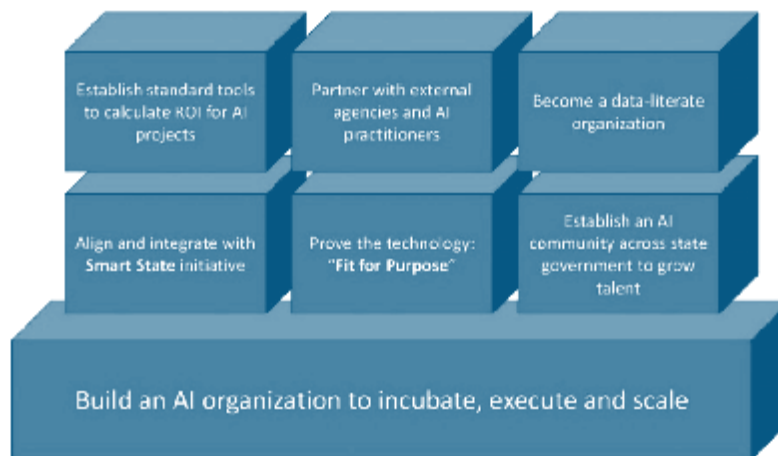 Establish standard tools
to calculate ROI for AI
projects
Partner with external
agencies and AI
practitioners
Become a data-literate
organization
Align and integrate with
Smart State initiative
Prove the technology:
"Fit for Purpose"
Establish an AI
community across state
government to grow
talent
Build an AI organization to incubate, execute and scale